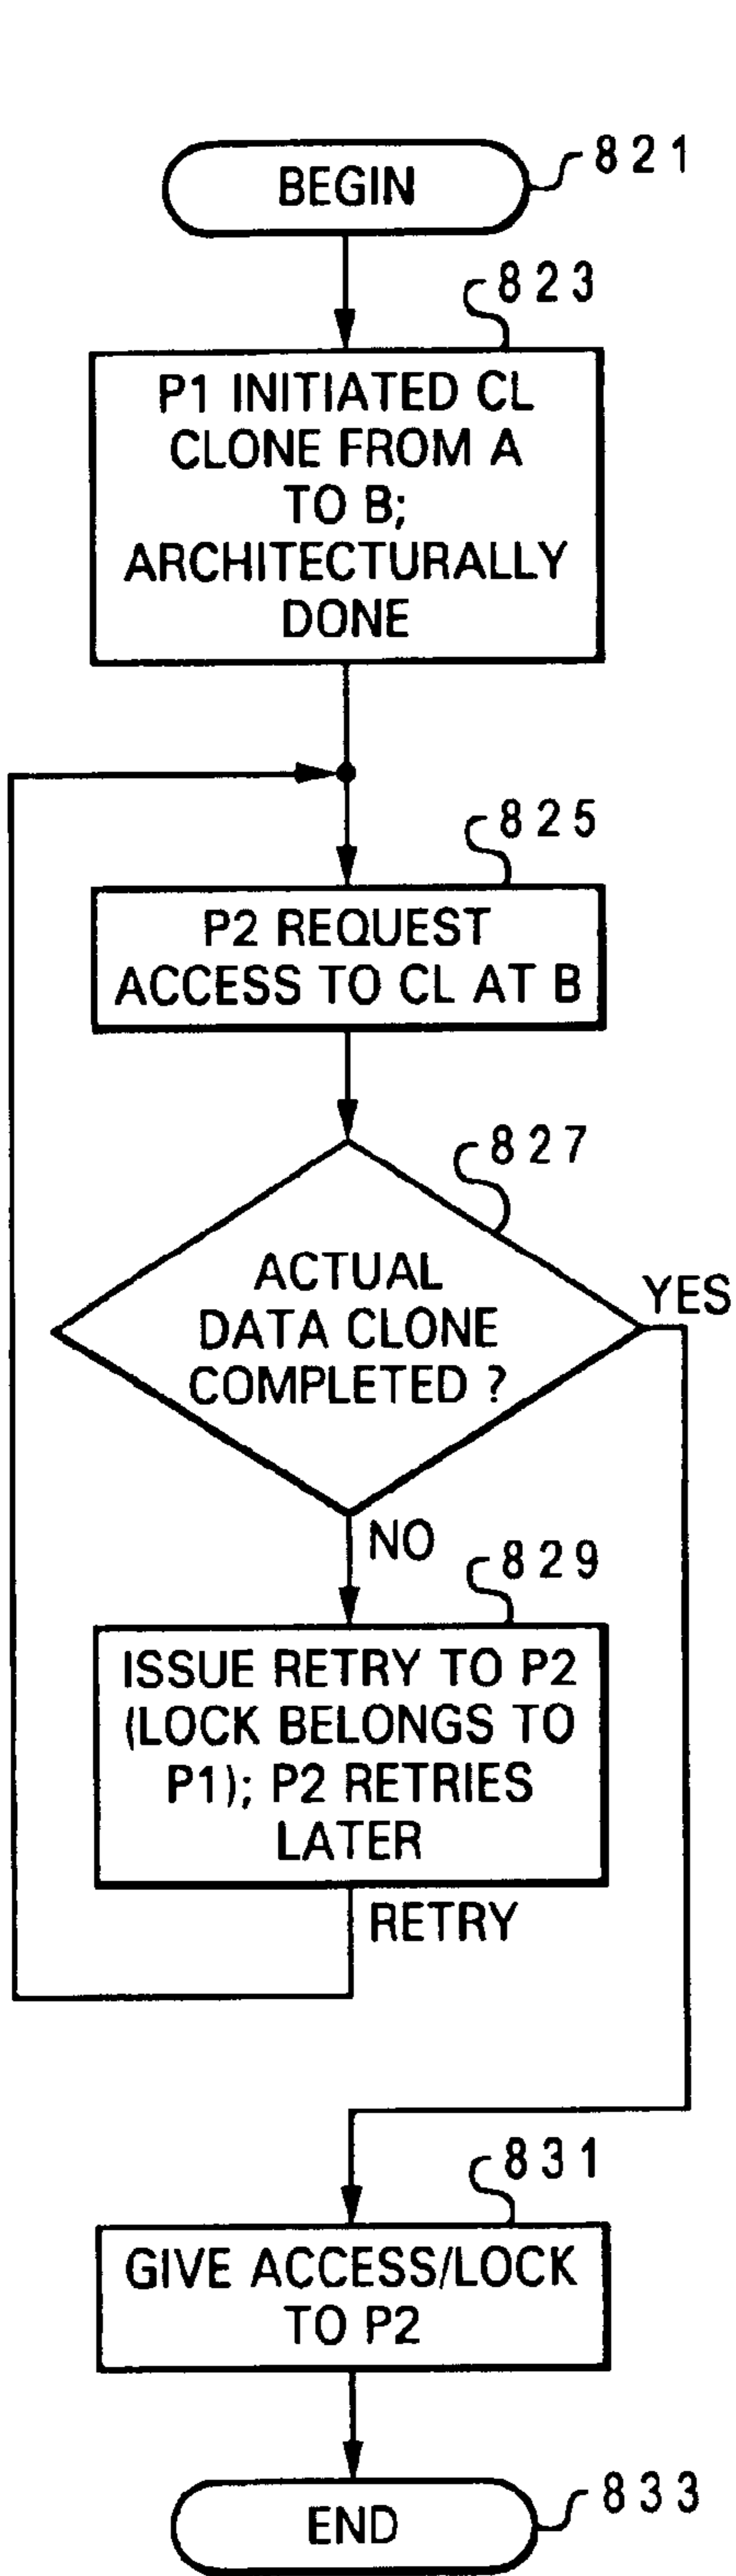 BEGIN
821
823
P1 INITIATED CL
CLONE FROM A
TO B;
ARCHITECTURALLY
DONE
825
P2 REQUEST
ACCESS TO CL AT B
827
ACTUAL
DATA CLONE
COMPLETED ?
YES
NO
829
ISSUE RETRY TO P2
(LOCK BELONGS TO
P1); P2 RETRIES
LATER
RETRY
831
GIVE ACCESS/LOCK
TO P2
END
833